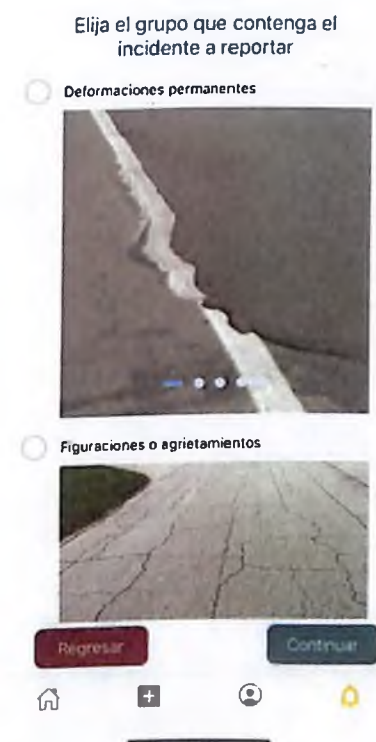 Elija el grupo que contenga el
incidente a reportar
Deformaciones permanentes
Figuraciones o agrietamientos
Regresar
Continuar